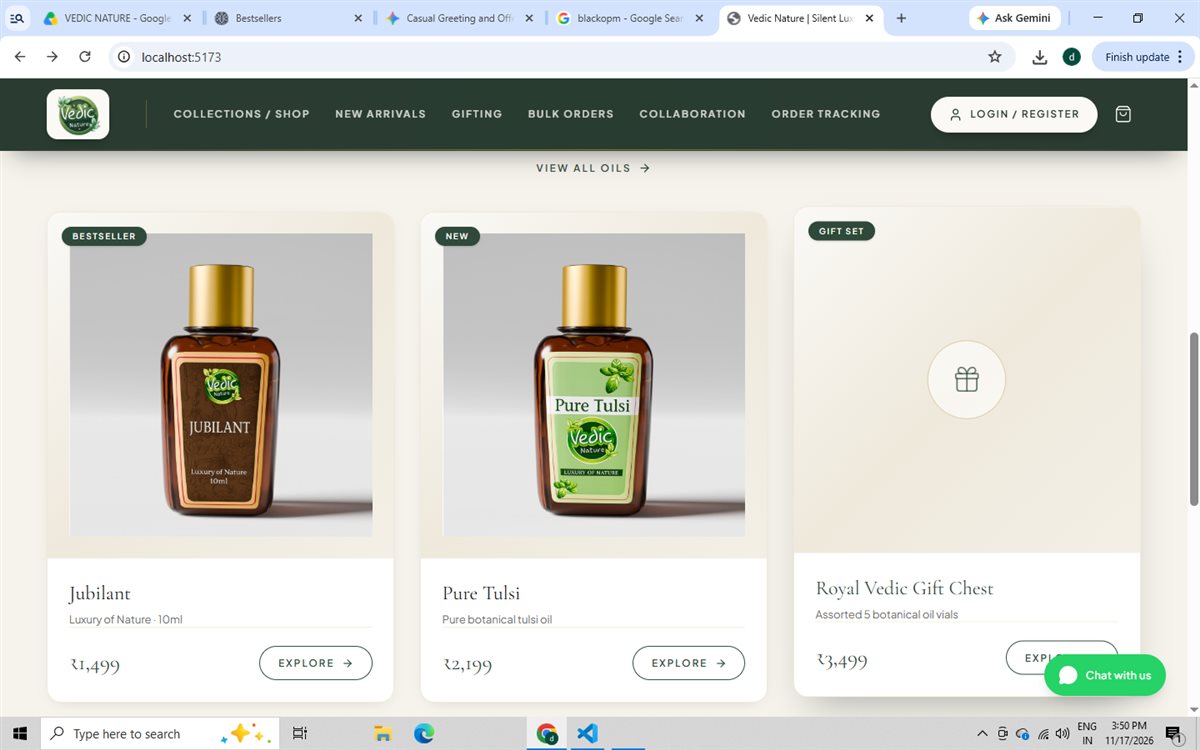 VEDIC NATURE - Google
Bestsellers
Casual Greeting and Off
blackopm - Google Sear
Vedic Nature | Silent Lux
Ask Gemini
localhost:5173
d
Finish update
Vedic
Nature
COLLECTIONS / SHOP
NEW ARRIVALS
GIFTING
BULK ORDERS
COLLABORATION
ORDER TRACKING
LOGIN / REGISTER
VIEW ALL OILS →
BESTSELLER
Vedic
Nature
JUBILANT
Luxury of Nature
10ml
Jubilant
Luxury of Nature · 10ml
₹1,499
EXPLORE →
NEW
Pure Tulsi
Vedic
Nature
LUXURY OF NATURE
Pure Tulsi
Pure botanical tulsi oil
₹2,199
EXPLORE →
GIFT SET
Royal Vedic Gift Chest
Assorted 5 botanical oil vials
₹3,499
Chat with us
Type here to search
ENG
IN
3:50 PM
11/17/2026
1